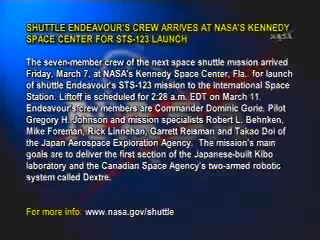 SHUTTLE ENDEAVOUR'S CREW ARRIVES AT NASA'S KENNEDY
SPACE CENTER FOR STS-123 LAUNCH
NASA
The seven-member crew of the next space shuttle mission arrived
Friday, March 7, at NASA's Kennedy Space Center, Fla., for launch
of shuttle Endeavour's STS-123 mission to the International Space
Station. Liftoff is scheduled for 2:28 a.m. EDT on March 11.
Endeavour's crew members are Commander Dominic Gorie, Pilot
Gregory H. Johnson and mission specialists Robert L. Behnken,
Mike Foreman, Rick Linnehan, Garrett Reisman and Takao Doi of
the Japan Aerospace Exploration Agency. The mission's main
goals are to deliver the first section of the Japanese-built Kibo
laboratory and the Canadian Space Agency's two-armed robotic
system called Dextre.
For more info: www.nasa.gov/shuttle